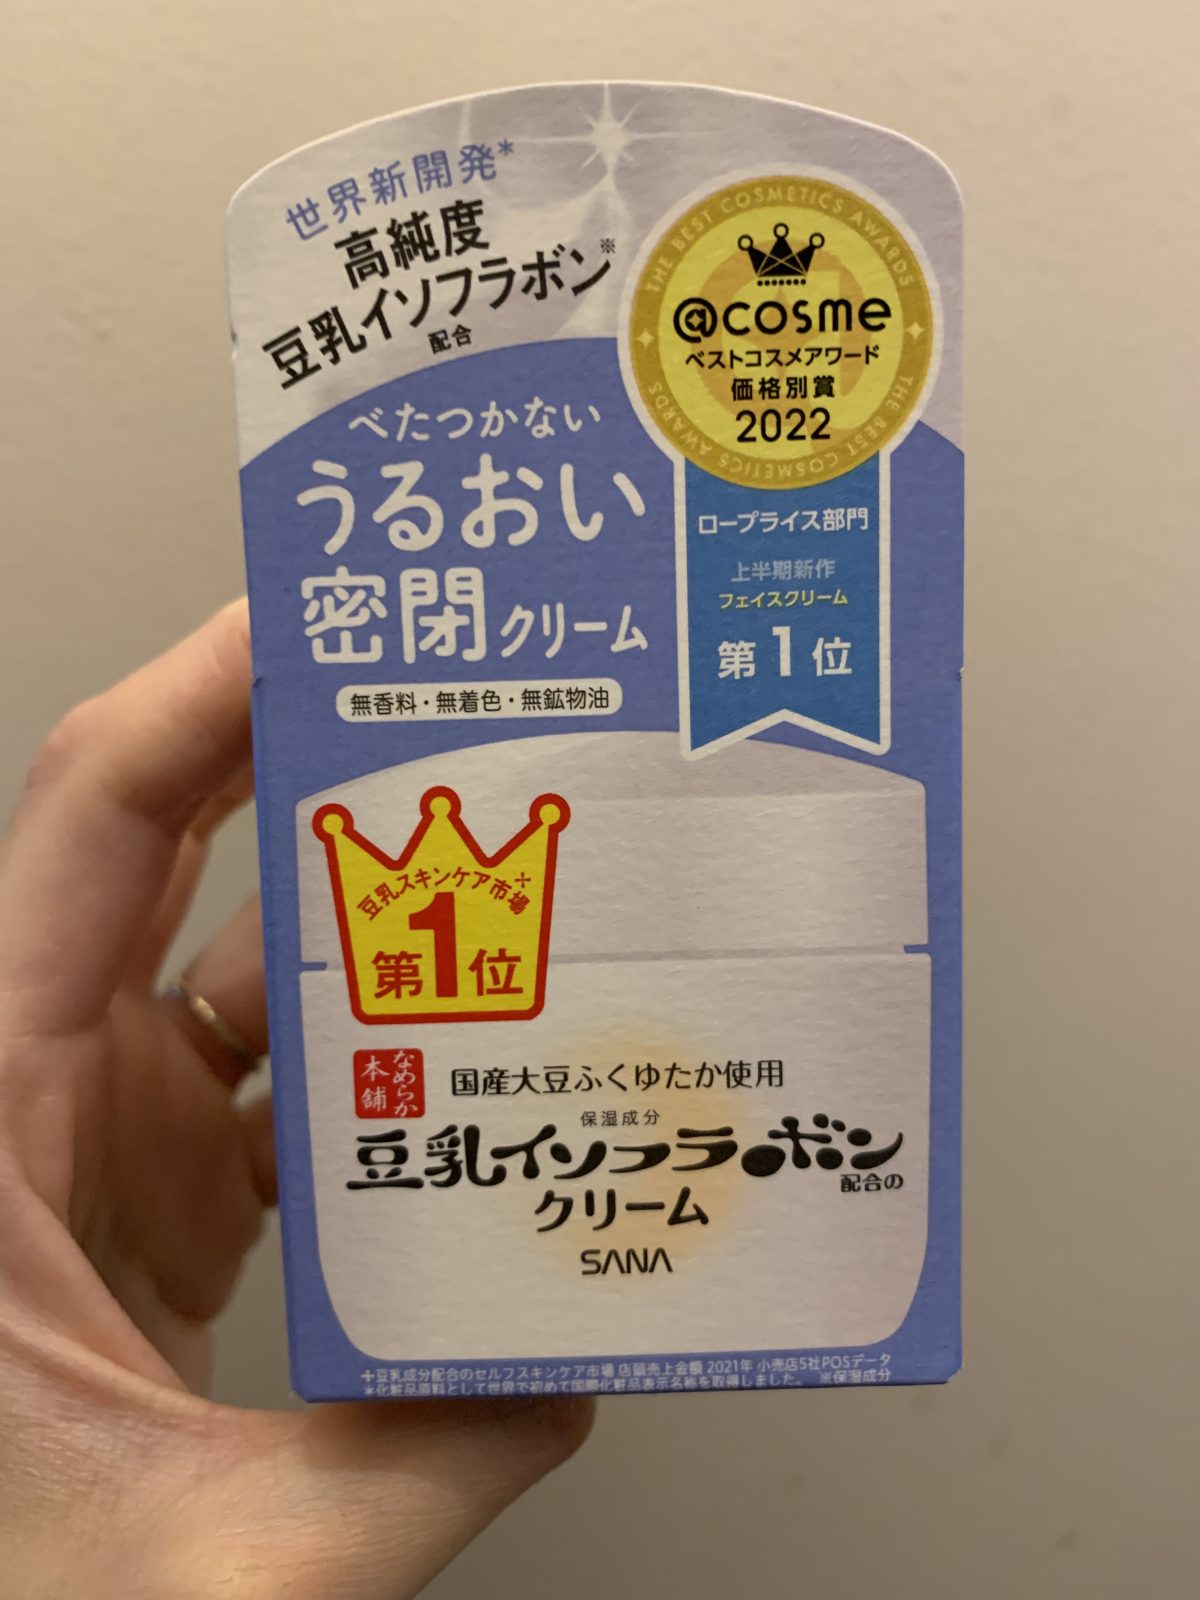 世界新開発*
高純度
豆乳イソフラボン※
配合
THE BEST COSMETICS AWARDS
@cosme
ベストコスメアワード
価格別賞
2022
THE BEST COSMETICS AWARDS
べたつかない
うるおい
密閉クリーム
無香料・無着色・無鉱物油
ロープライス部門
上半期新作
フェイスクリーム
第1位
豆乳スキンケア市場※
第1位
なめらか
本舗
国産大豆ふくゆたか使用
保湿成分
豆乳イソフラボン
配合の
クリーム
SANA
+豆乳成分配合のセルフスキンケア市場 店頭売上金額 2021年 小売店5社POSデータ
*化粧品原料として世界で初めて国際化粧品表示名称を取得しました。 ※保湿成分